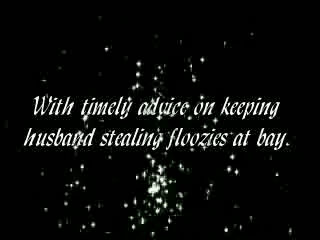 With timely advice on keeping
husband stealing floozies at bay.